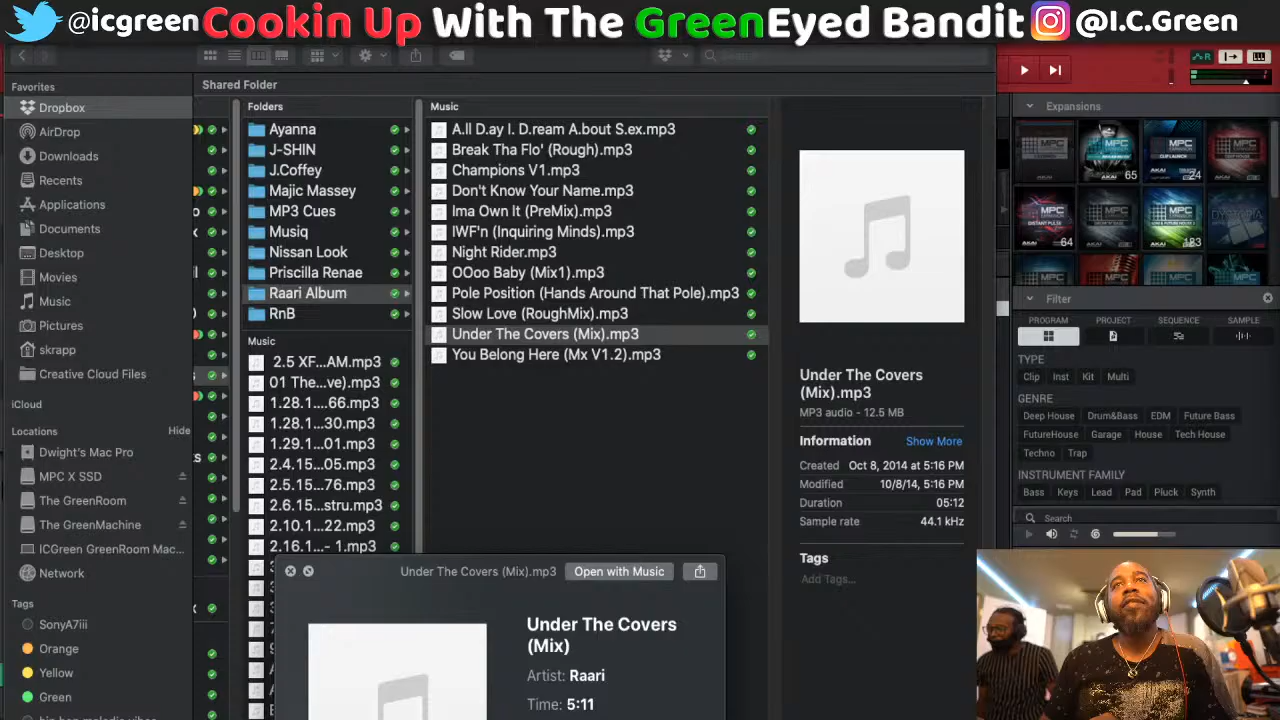 @icgreen Cookin Up With The GreenEyed Bandit @I.C.Green
Search
Shared Folder
Favorites
Dropbox
AirDrop
Downloads
Recents
Applications
Documents
Desktop
Movies
Music
Pictures
skrapp
Creative Cloud Files
iCloud
Locations Hide
Dwight's Mac Pro
MPC X SSD
The GreenRoom
The GreenMachine
ICGreen GreenRoom Mac...
Network
Tags
SonyA7iii
Orange
Yellow
Green
Folders
Ayanna
J-SHIN
J.Coffey
Majic Massey
MP3 Cues
Musiq
Nissan Look
Priscilla Renae
Raari Album
RnB
Music
2.5 XF...AM.mp3
01 The...ve).mp3
1.28.1....66.mp3
1.28.1...30.mp3
1.29.1...01.mp3
2.4.15...05.mp3
2.5.15...76.mp3
2.6.15...stru.mp3
2.10.1...22.mp3
2.16.1...- 1.mp3
Music
A.ll D.ay I. D.ream A.bout S.ex.mp3
Break Tha Flo' (Rough).mp3
Champions V1.mp3
Don't Know Your Name.mp3
Ima Own It (PreMix).mp3
IWFTI (Inquiring Minds).mp3
Night Rider.mp3
OOoo Baby (Mix1).mp3
Pole Position (Hands Around That Pole).mp3
Slow Love (RoughMix).mp3
Under The Covers (Mix).mp3
You Belong Here (Mx V1.2).mp3
Under The Covers
(Mix).mp3
MP3 audio - 12.5 MB
Information Show More
Created Oct 8, 2014 at 5:16 PM
Modified 10/8/14, 5:16 PM
Duration 05:12
Sample rate 44.1 kHz
Tags
Add Tags...
Under The Covers (Mix).mp3 Open with Music
Under The Covers
(Mix)
Artist: Raari
Time: 5:11
Expansions
65
64
83
Filter
PROGRAM PROJECT SEQUENCE SAMPLE
TYPE
Clip Inst Kit Multi
GENRE
Deep House Drum&Bass EDM Future Bass
FutureHouse Garage House Tech House
Techno Trap
INSTRUMENT FAMILY
Bass Keys Lead Pad Pluck Synth
Search